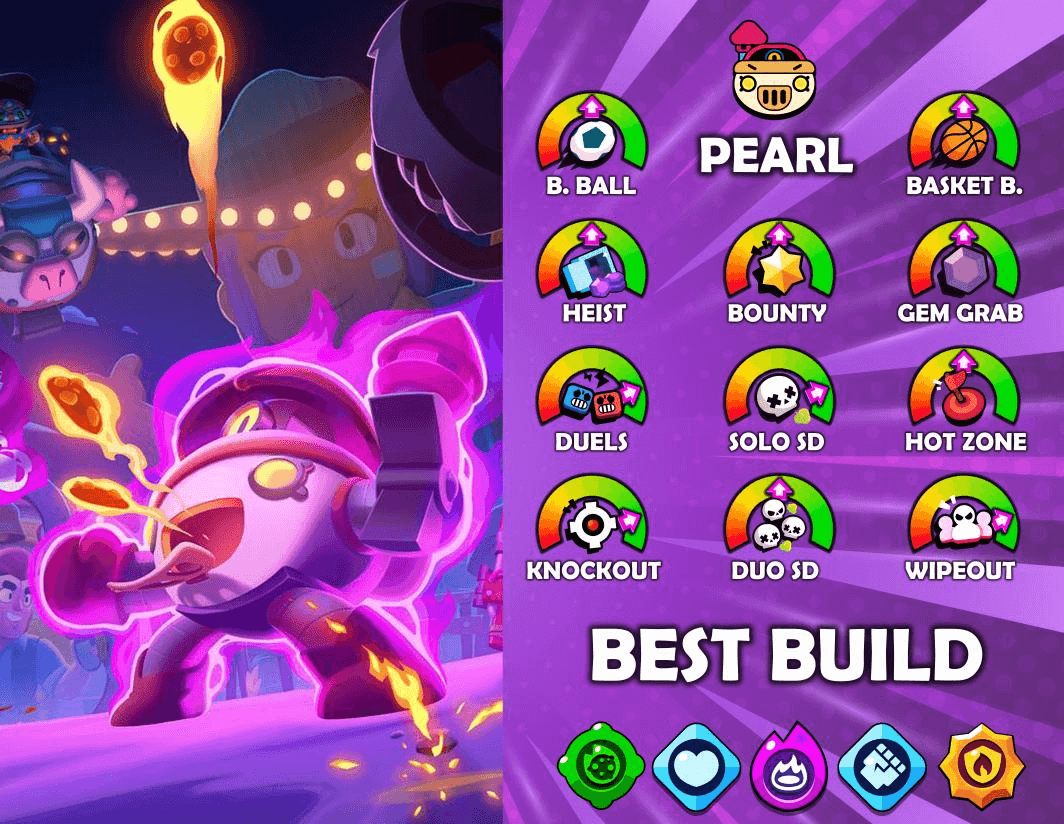 PEARL
B. BALL
BASKET B.
HEIST
BOUNTY
GEM GRAB
DUELS
SOLO SD
HOT ZONE
KNOCKOUT
DUO SD
WIPEOUT
BEST BUILD